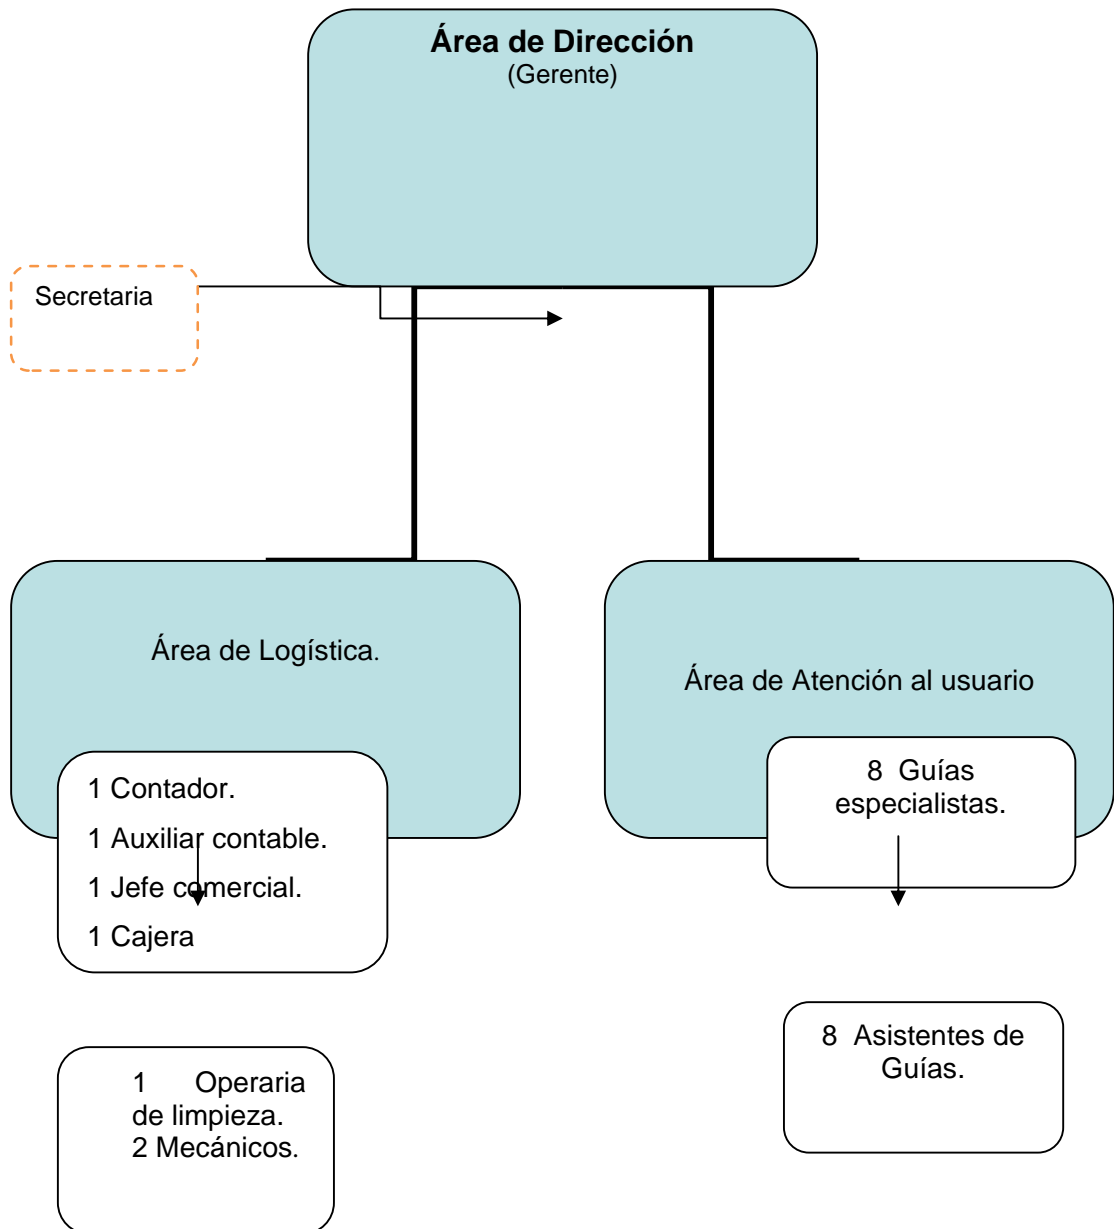 Área de Dirección
(Gerente)
Secretaria
Área de Logística.
1 Contador.
1 Auxiliar contable.
1 Jefe comercial.
1 Cajera
1 Operaria
de limpieza.
2 Mecánicos.
Área de Atención al usuario
8 Guías
especialistas.
8 Asistentes de
Guías.